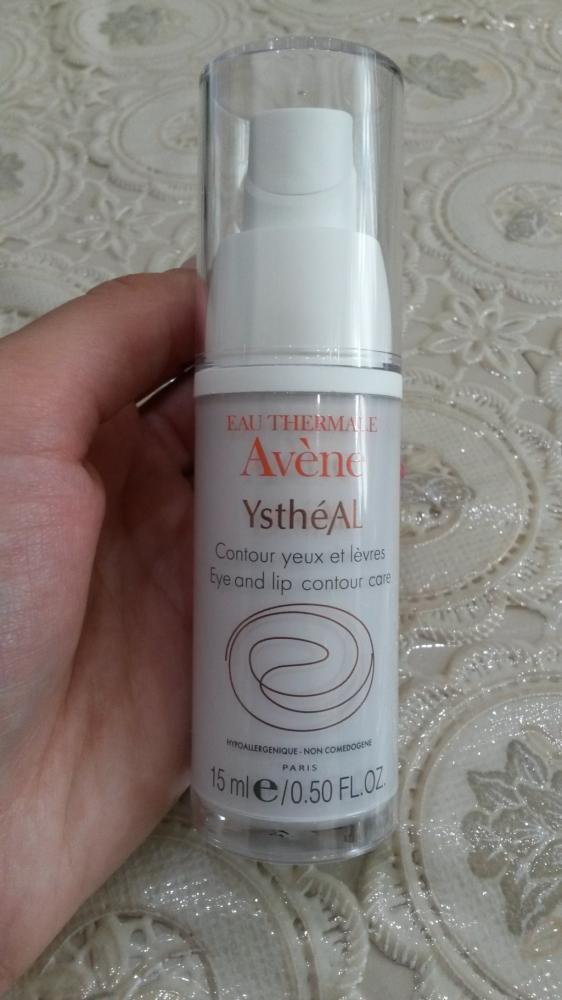 EAU THERMALE
Avène
YsthéAL
Contour yeux et lèvres
Eye and lip contour care
HYPOALLERGENIQUE - NON COMEDOGENE
PARIS
15 ml e/0.50 FL.OZ.